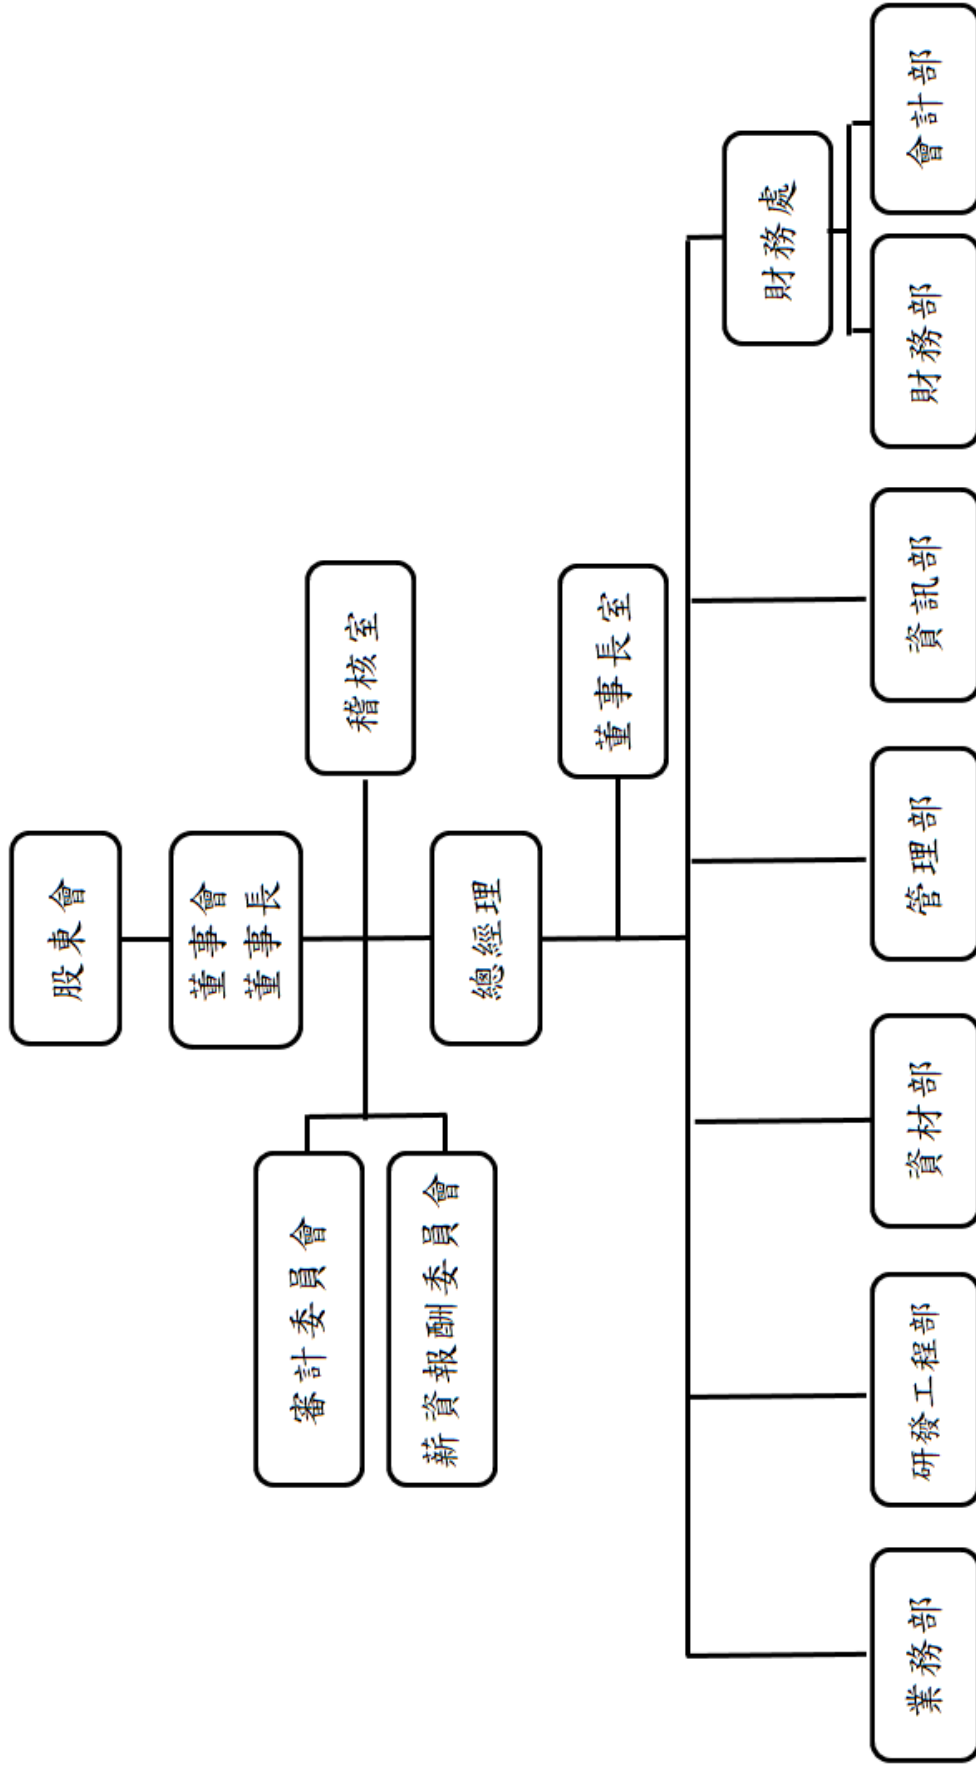 股東會
董事會
董事長
審計委員會
薪資報酬委員會
稽核室
總經理
董事長室
業務部
研發工程部
資材部
管理部
資訊部
財務處
財務部
會計部